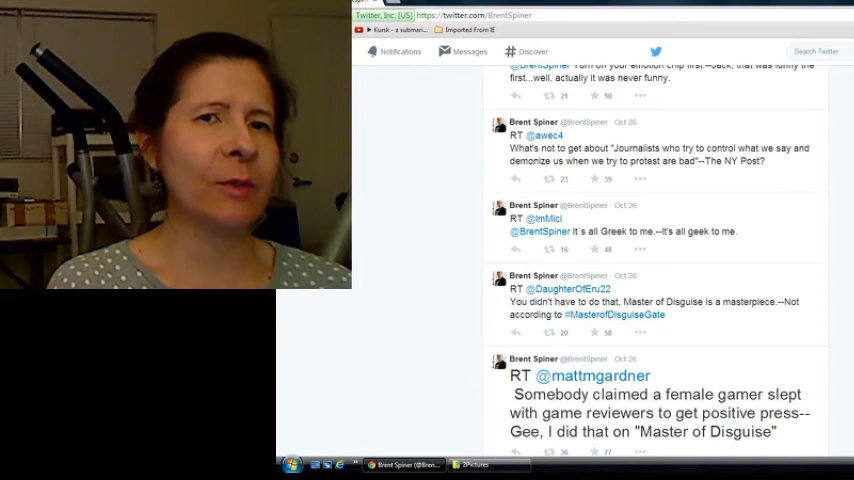 Twitter, Inc. [US] https://twitter.com/BrentSpiner
Kursk - a submari... Imported From IE
Notifications Messages Discover Search Twitter
@BrentSpiner Turn off your emotion chip first.--Jack, that was funny the
first...well, actually it was never funny.
21 90
Brent Spiner @BrentSpiner · Oct 26
RT @awec4
What's not to get about "Journalists who try to control what we say and
demonize us when we try to protest are bad"--The NY Post?
23 39
Brent Spiner @BrentSpiner · Oct 26
RT @ImMici
@BrentSpiner It´s all Greek to me.--It's all geek to me.
16 48
Brent Spiner @BrentSpiner · Oct 26
RT @DaughterOfEru22
You didn't have to do that, Master of Disguise is a masterpiece.--Not
according to #MasterofDisguiseGate
20 50
Brent Spiner @BrentSpiner · Oct 26
RT @mattmgardner
Somebody claimed a female gamer slept
with game reviewers to get positive press--
Gee, I did that on "Master of Disguise"
36 77
Brent Spiner (@Bren... 2Pictures